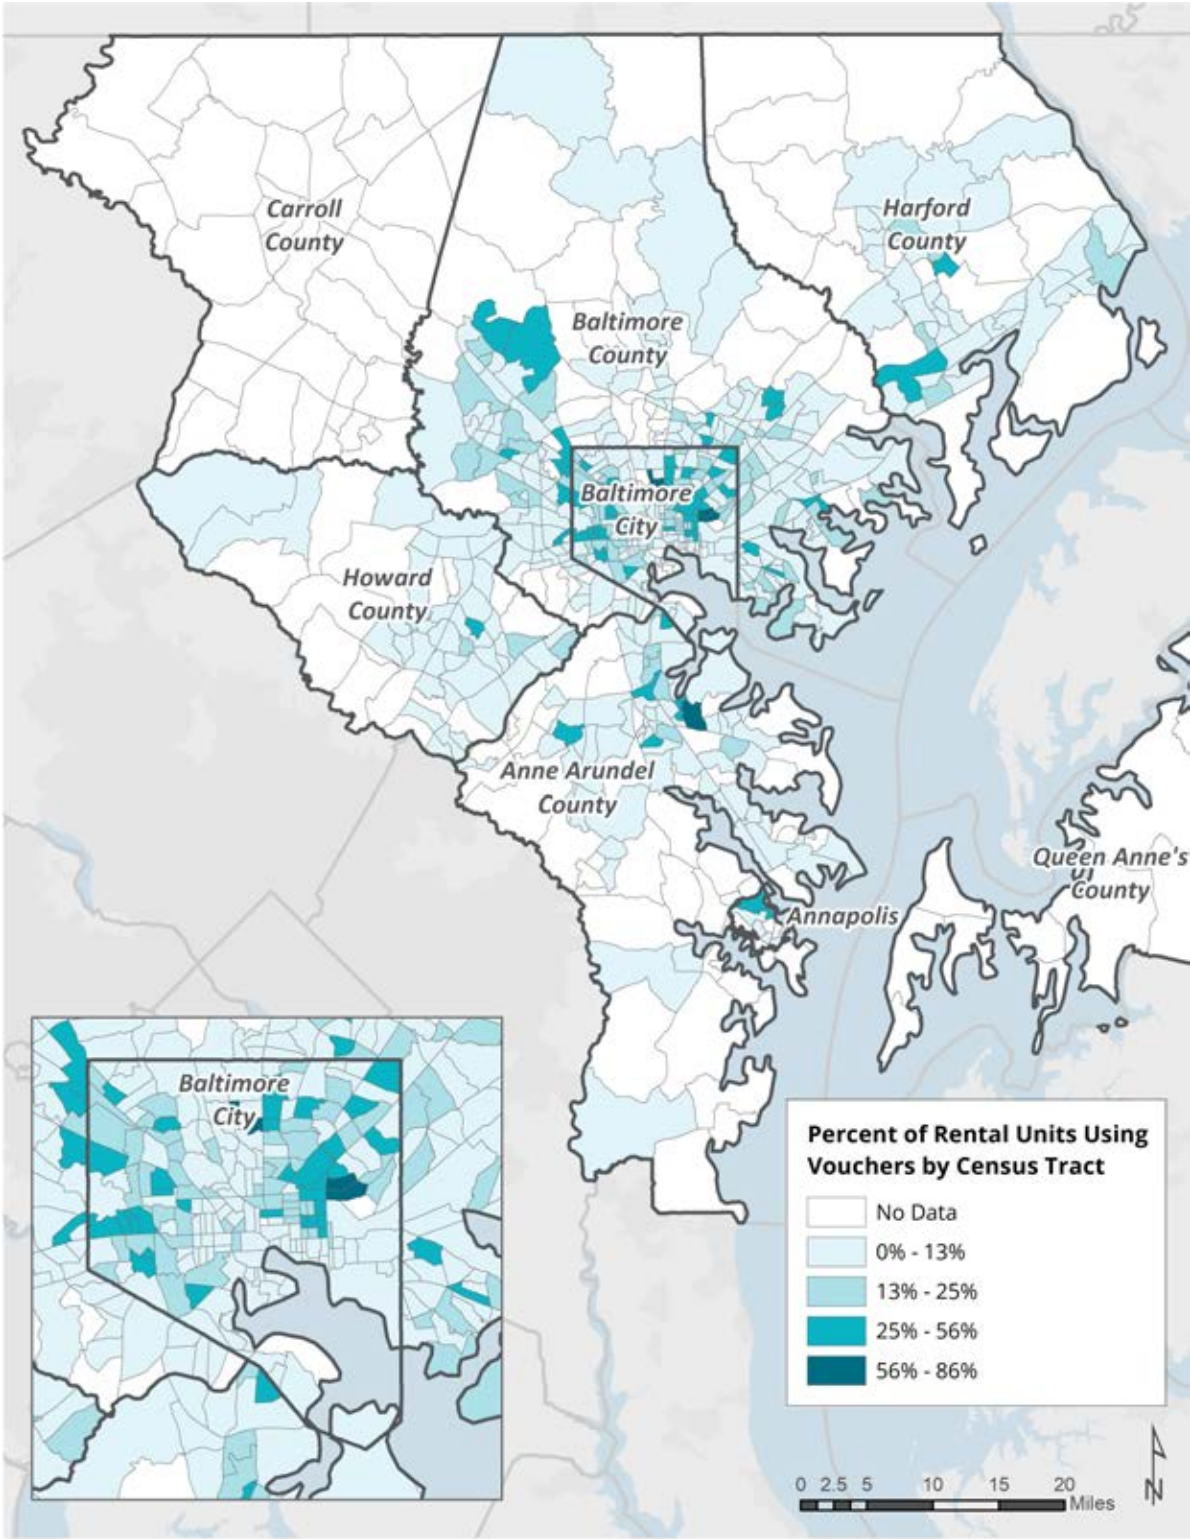 Carroll
County
Harford
County
Baltimore
County
Baltimore
City
Howard
County
Anne Arundel
County
Queen Anne's
County
Annapolis
Baltimore
City
Percent of Rental Units Using
Vouchers by Census Tract
No Data
0% - 13%
13% - 25%
25% - 56%
56% - 86%
N
0 2.5 5 10 15 20
Miles